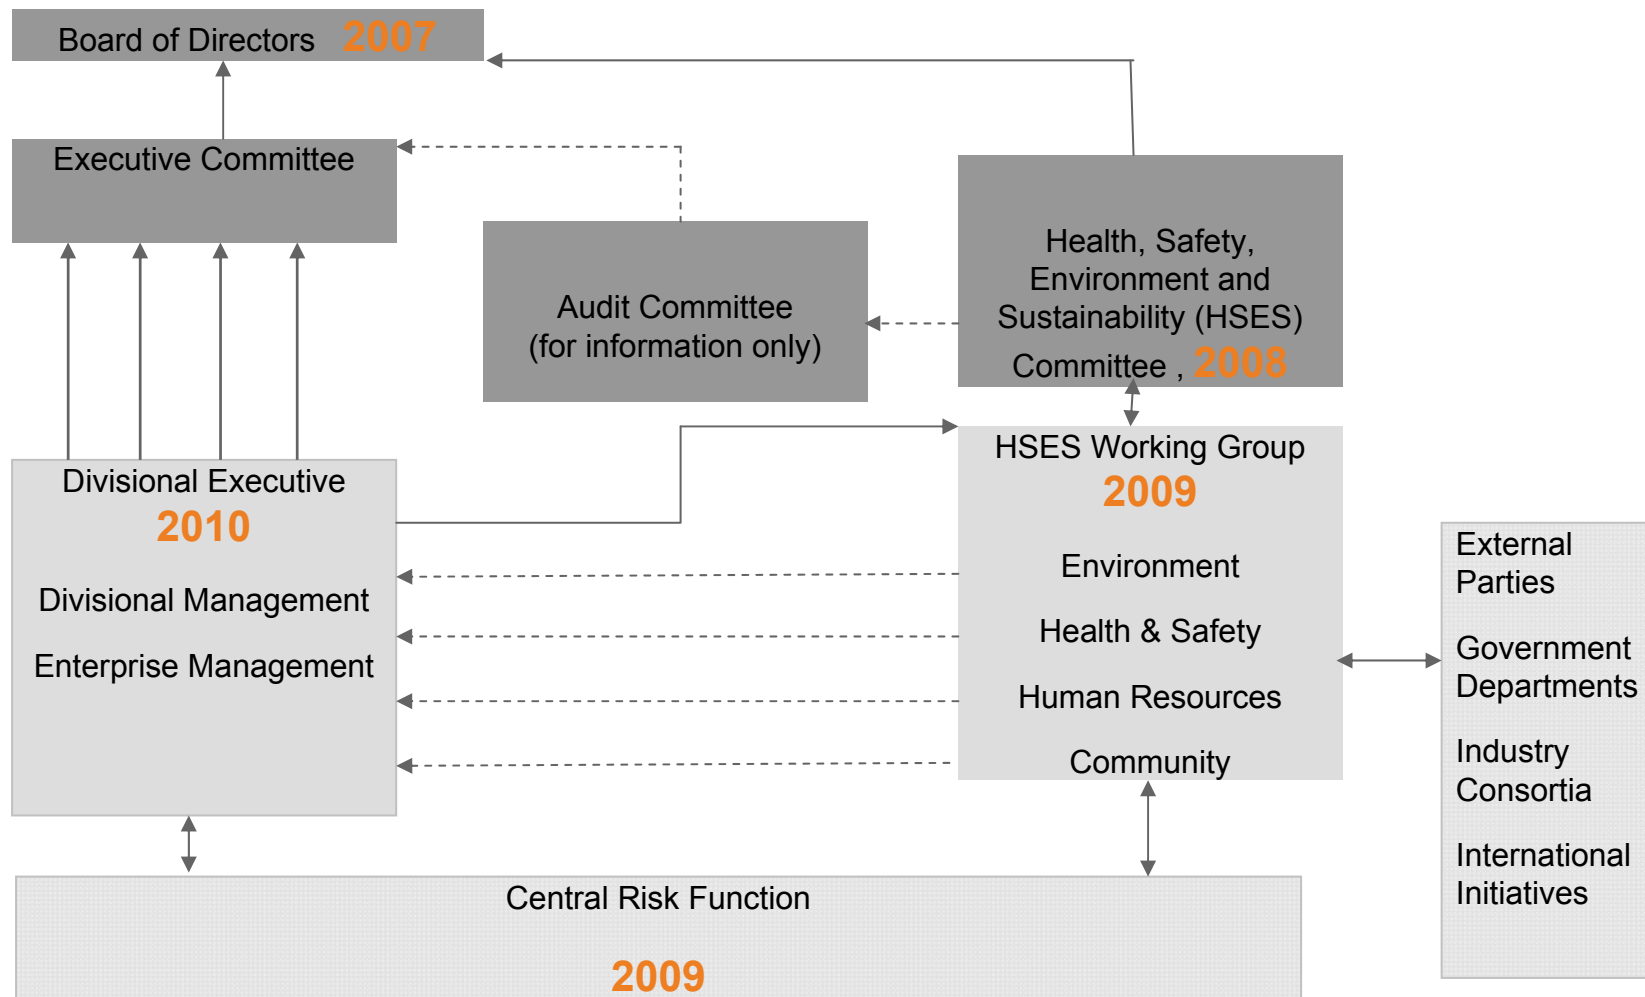 Board of Directors 2007
Executive Committee
Audit Committee
(for information only)
Health, Safety,
Environment and
Sustainability (HSES)
Committee , 2008
Divisional Executive
2010
Divisional Management
Enterprise Management
HSES Working Group
2009
Environment
Health & Safety
Human Resources
Community
External
Parties
Government
Departments
Industry
Consortia
International
Initiatives
Central Risk Function
2009